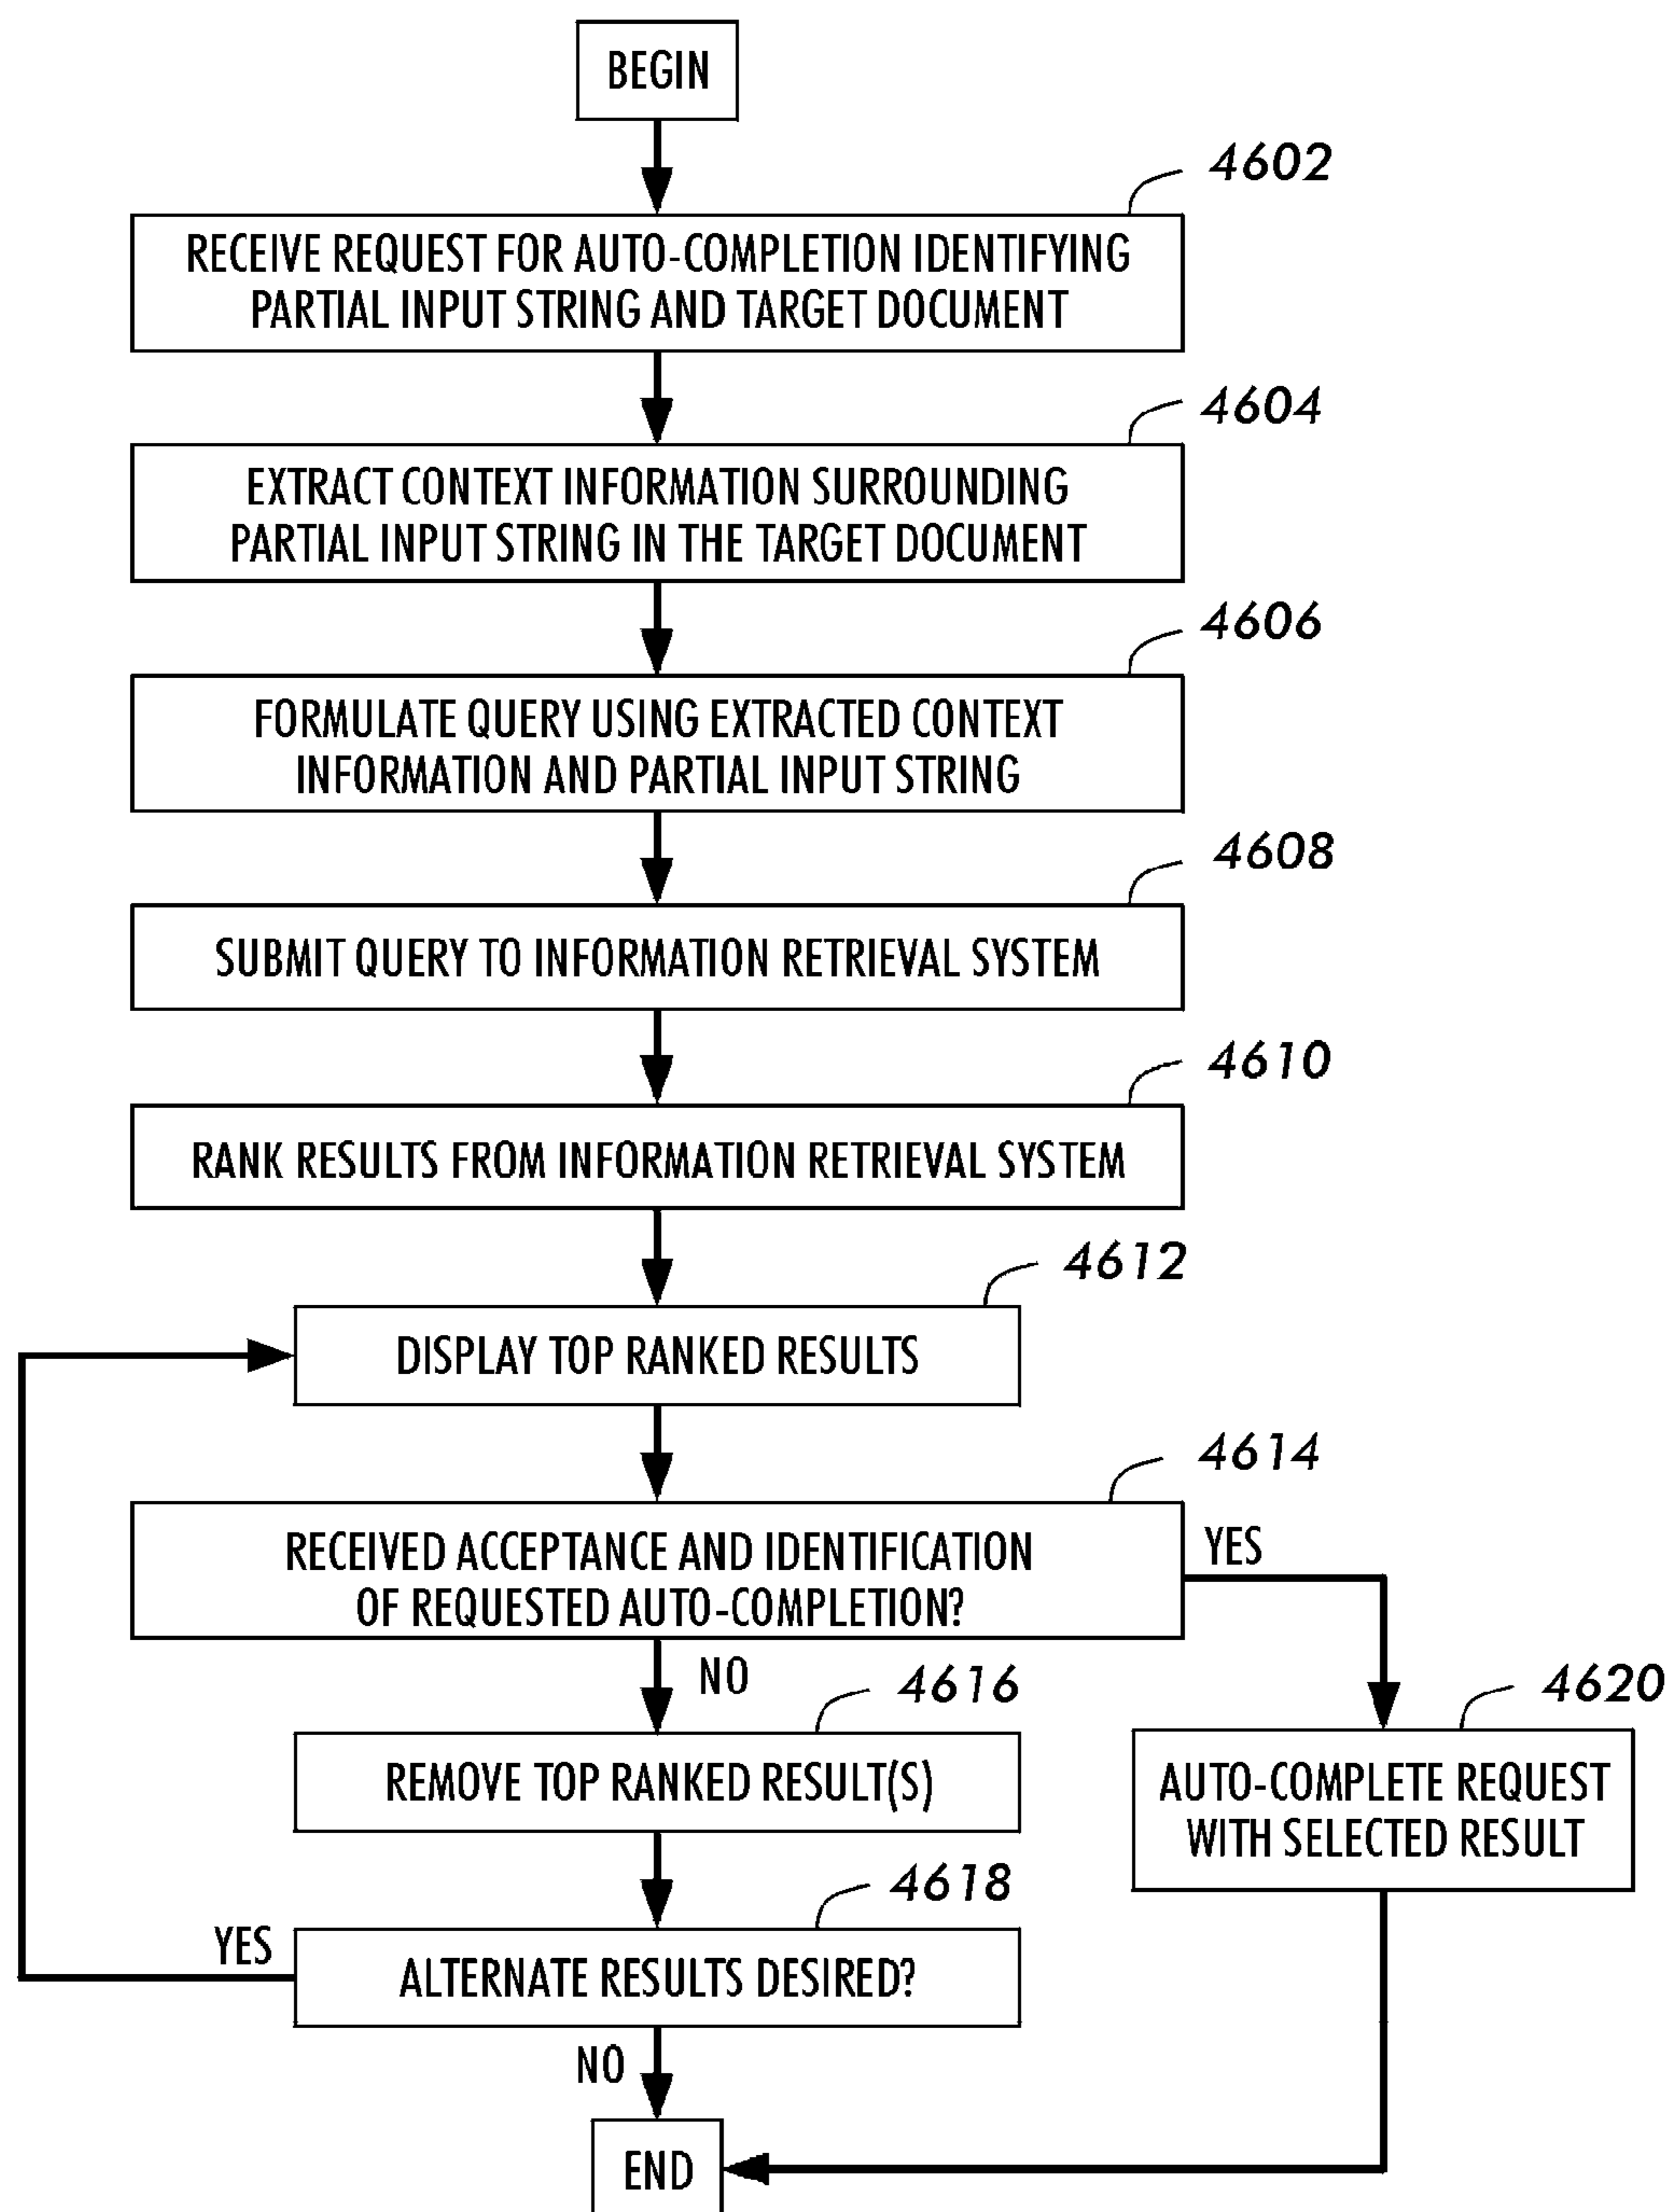 BEGIN
4602
RECEIVE REQUEST FOR AUTO-COMPLETION IDENTIFYING
PARTIAL INPUT STRING AND TARGET DOCUMENT
4604
EXTRACT CONTEXT INFORMATION SURROUNDING
PARTIAL INPUT STRING IN THE TARGET DOCUMENT
4606
FORMULATE QUERY USING EXTRACTED CONTEXT
INFORMATION AND PARTIAL INPUT STRING
4608
SUBMIT QUERY TO INFORMATION RETRIEVAL SYSTEM
4610
RANK RESULTS FROM INFORMATION RETRIEVAL SYSTEM
4612
DISPLAY TOP RANKED RESULTS
4614
RECEIVED ACCEPTANCE AND IDENTIFICATION
OF REQUESTED AUTO-COMPLETION?
YES
NO
4616
REMOVE TOP RANKED RESULT(S)
4620
AUTO-COMPLETE REQUEST
WITH SELECTED RESULT
4618
ALTERNATE RESULTS DESIRED?
YES
NO
END